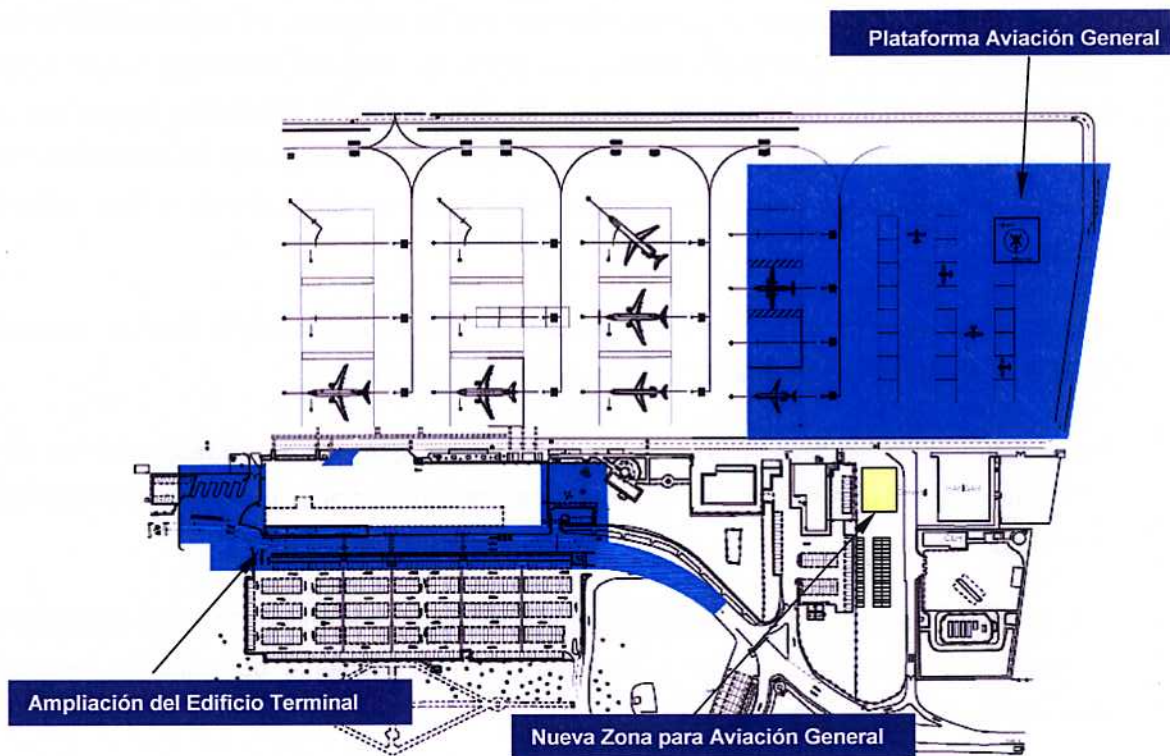 Plataforma Aviación General
Ampliación del Edificio Terminal
Nueva Zona para Aviación General